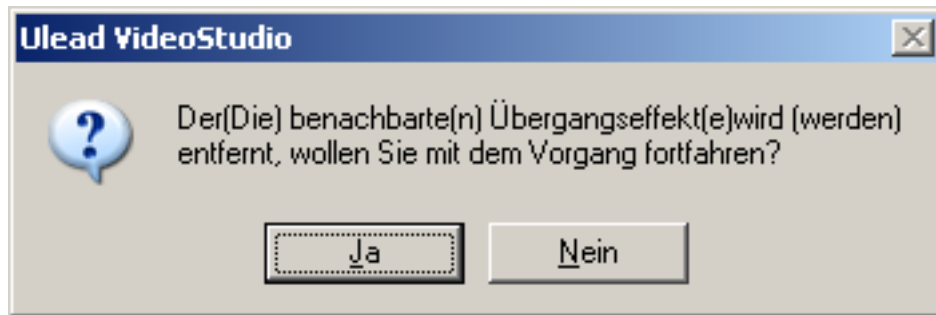 Ulead VideoStudio
Der(Die) benachbarte(n) Übergangseffekt(e)wird (werden)
entfernt, wollen Sie mit dem Vorgang fortfahren?
Ja Nein